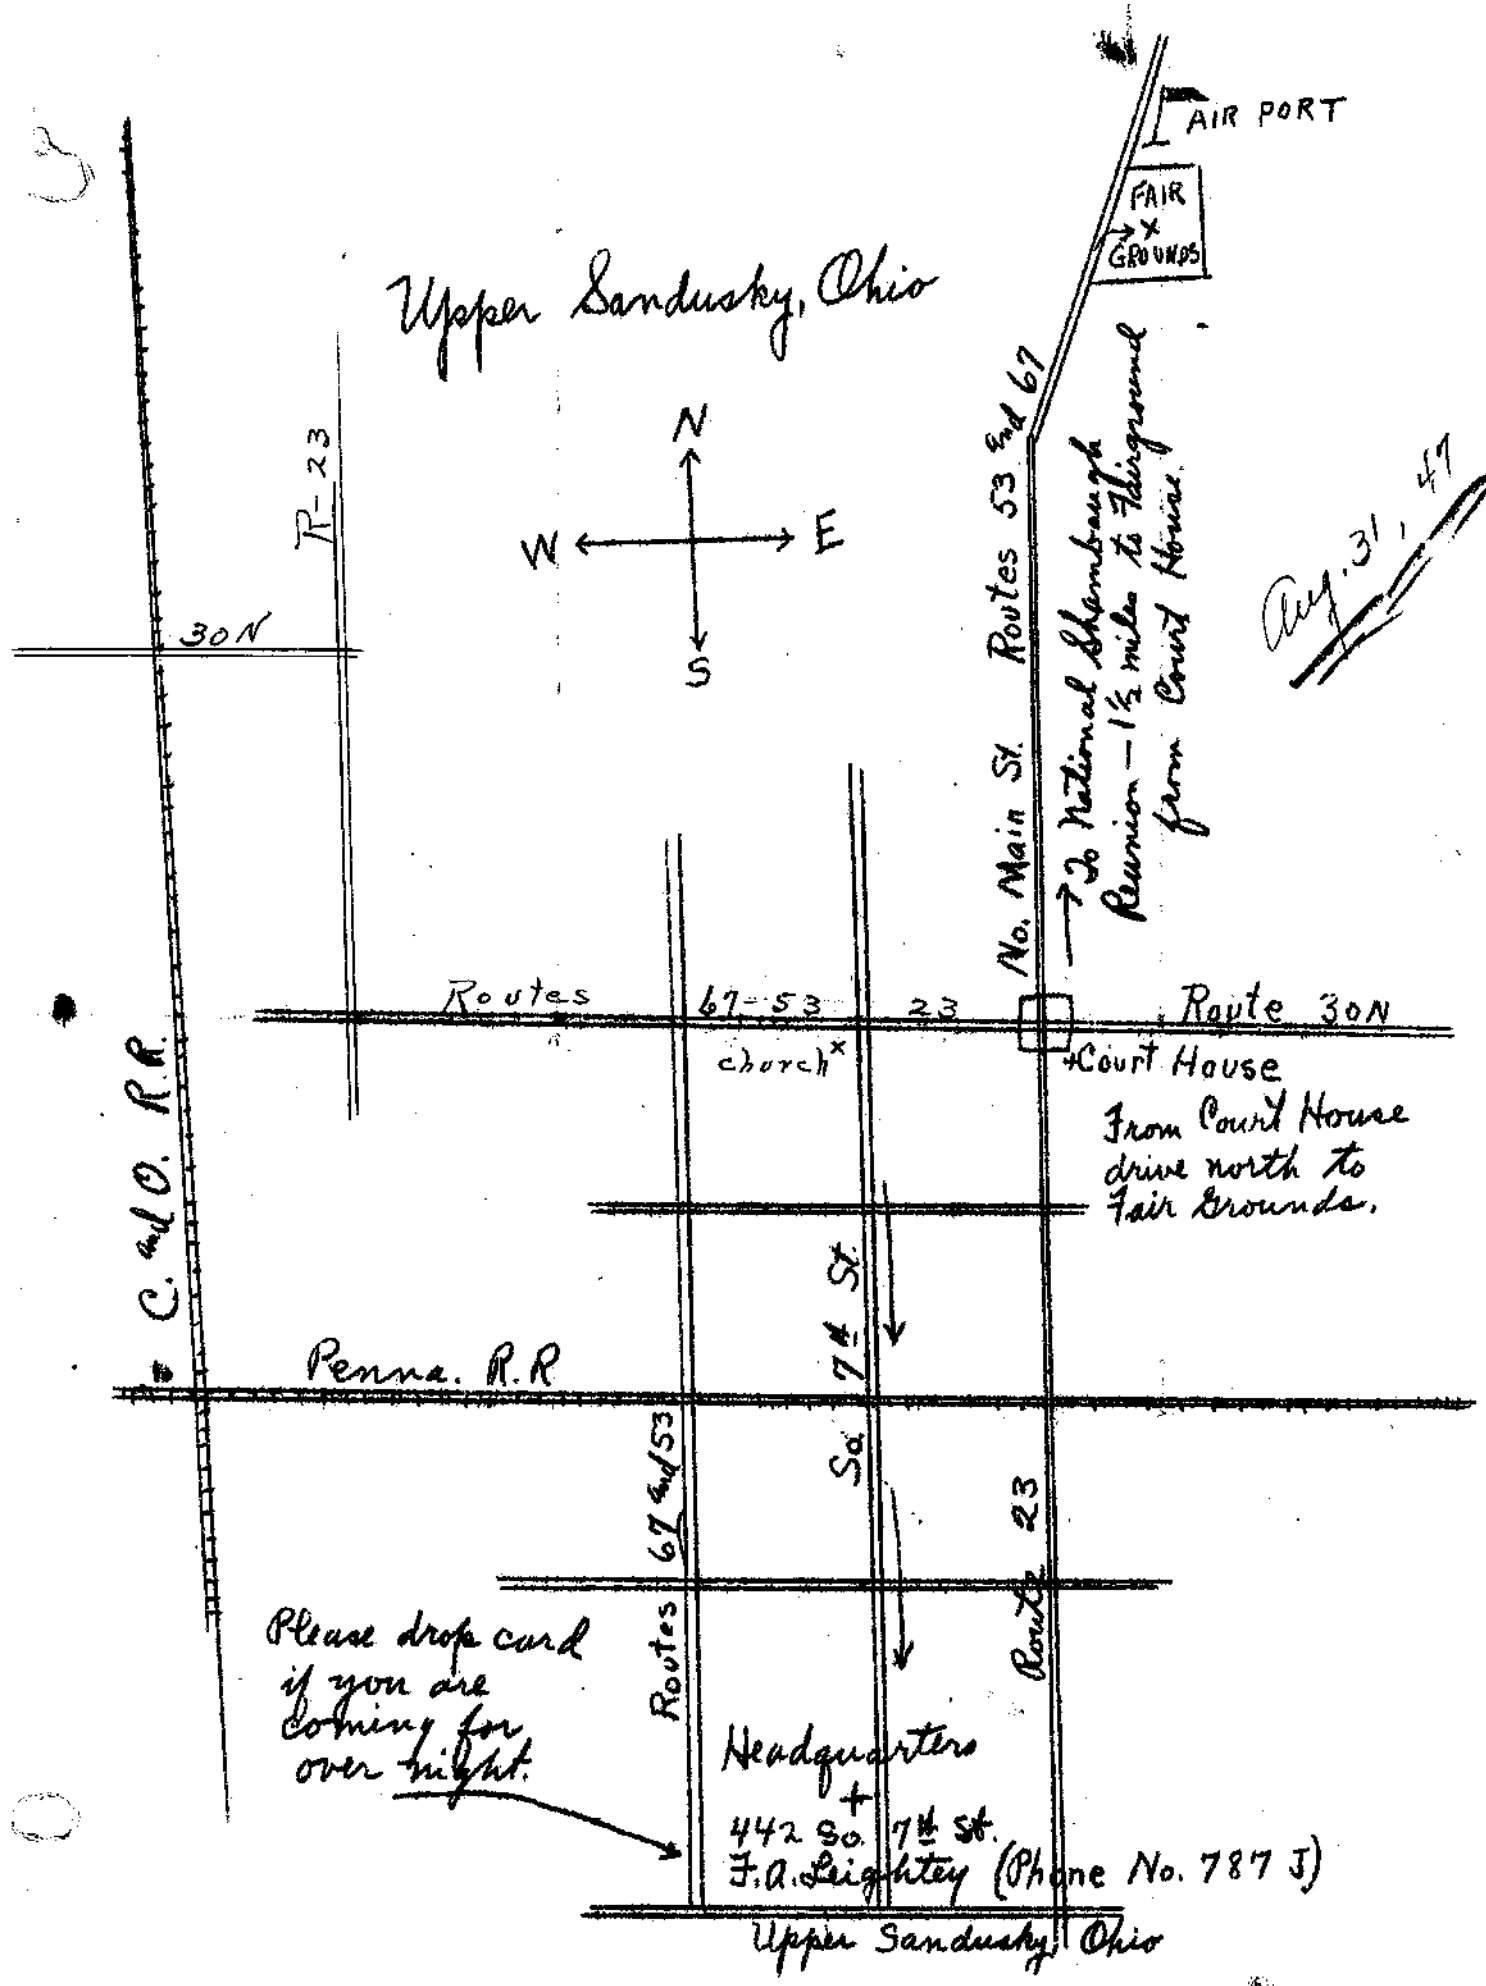 AIR PORT
FAIR
X
GROUNDS
Upper Sandusky, Ohio
N
W E
S
R-23
30N
No. Main St. Routes 53 and 67
To National Shambaugh
Reunion - 1 1/2 miles to Fairground
from Court House.
Aug. 31, 47
Routes 67-53 23
Route 30N
church x
+Court House
From Court House
drive north to
Fair Grounds.
C. and O. R.R.
Penna. R.R
So. 7th St.
Routes 67 and 53
Route 23
Please drop card
if you are
coming for
over night.
Headquarters
+
442 So. 7th St.
F.A. Leightey (Phone No. 787 J)
Upper Sandusky, Ohio